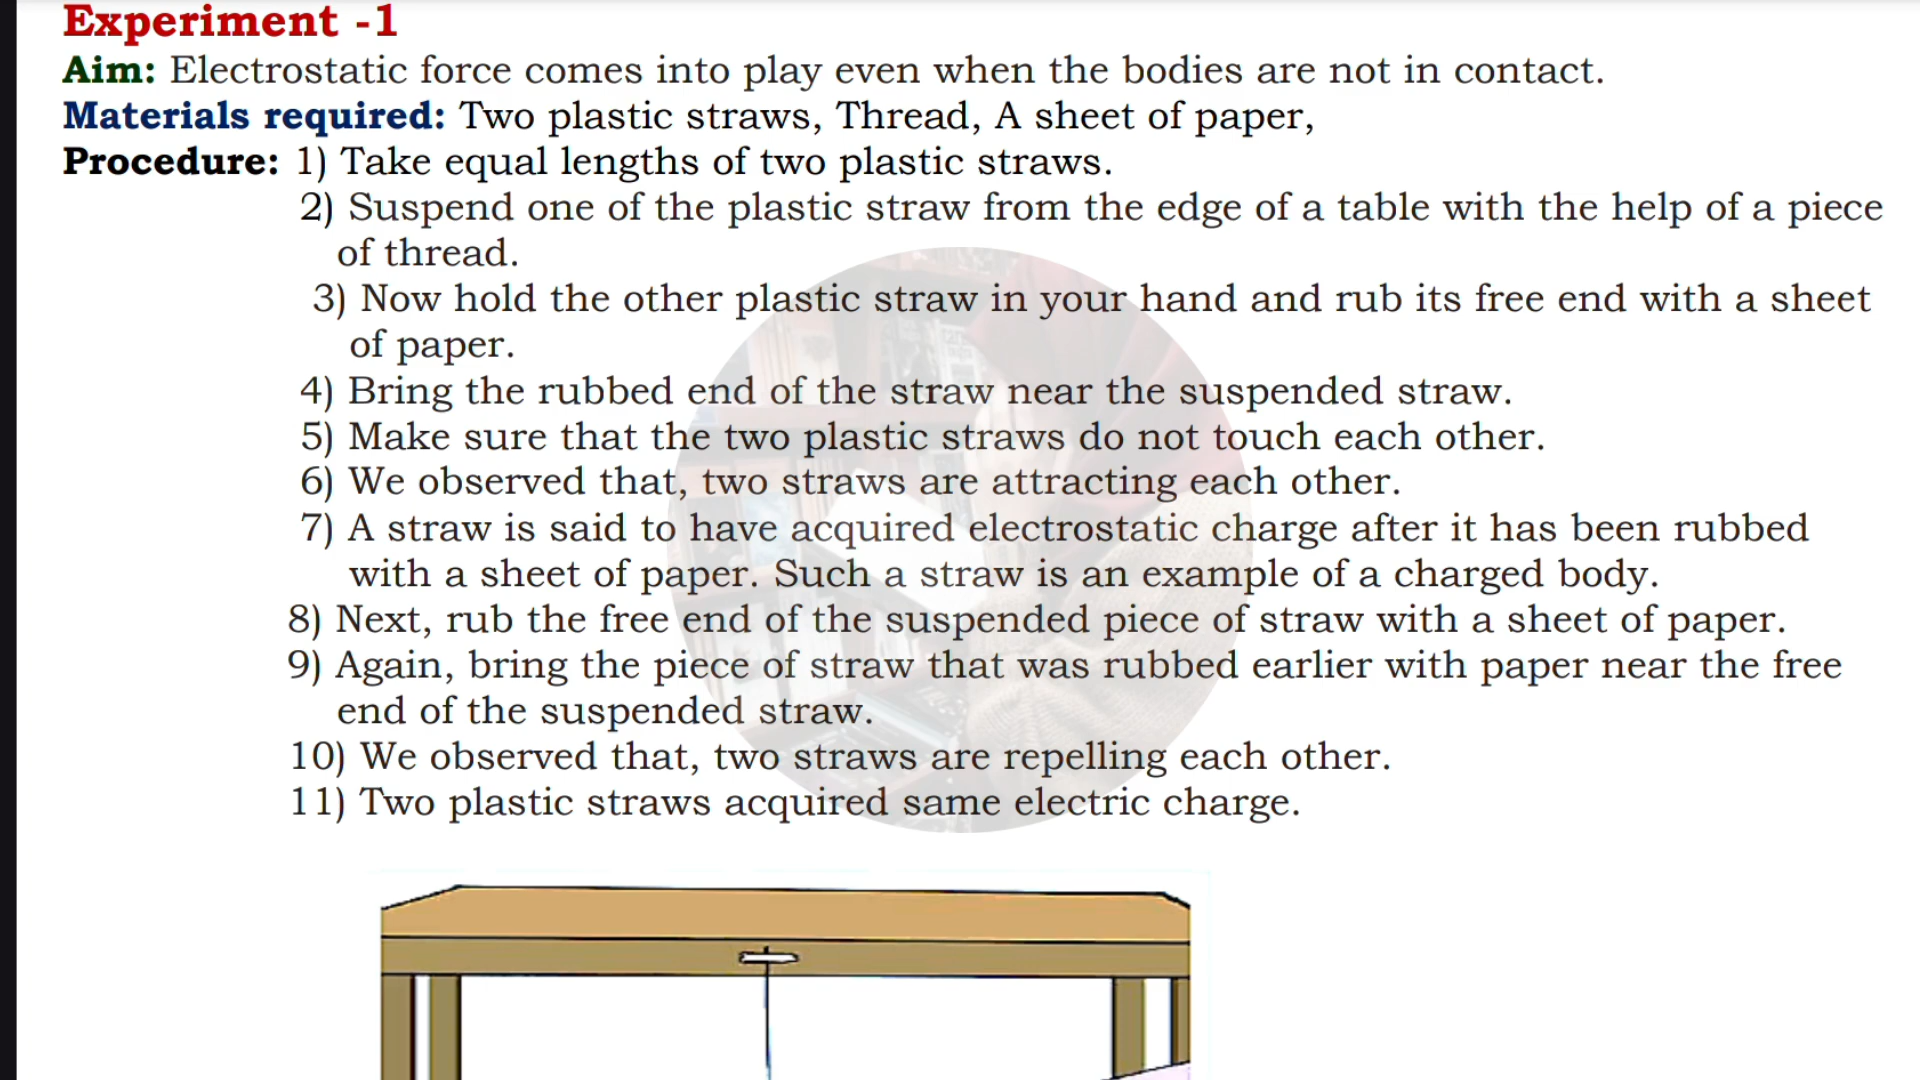 Experiment -1
Aim: Electrostatic force comes into play even when the bodies are not in contact.
Materials required: Two plastic straws, Thread, A sheet of paper,
Procedure: 1) Take equal lengths of two plastic straws.
2) Suspend one of the plastic straw from the edge of a table with the help of a piece
of thread.
3) Now hold the other plastic straw in your hand and rub its free end with a sheet
of paper.
4) Bring the rubbed end of the straw near the suspended straw.
5) Make sure that the two plastic straws do not touch each other.
6) We observed that, two straws are attracting each other.
7) A straw is said to have acquired electrostatic charge after it has been rubbed
with a sheet of paper. Such a straw is an example of a charged body.
8) Next, rub the free end of the suspended piece of straw with a sheet of paper.
9) Again, bring the piece of straw that was rubbed earlier with paper near the free
end of the suspended straw.
10) We observed that, two straws are repelling each other.
11) Two plastic straws acquired same electric charge.